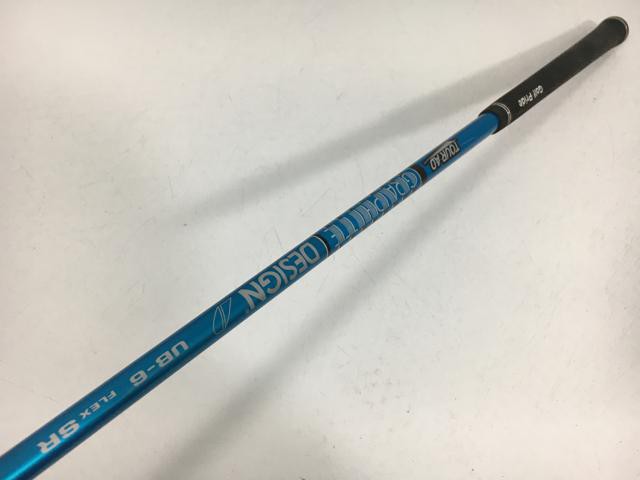 Golf Pride
TOUR AD
GRAPHITE DESIGN
UB-6 FLEX SR